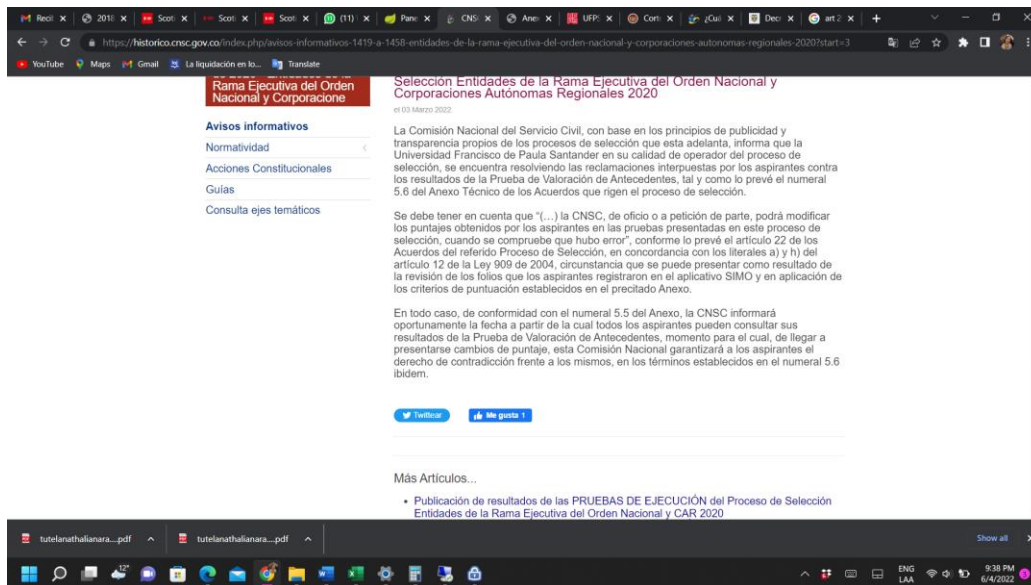 Recil
2018
Scoti
Scoti
Scoti
(11) \
Pane
CNS
Ane
UFPS
Cort
¿Cuá
Decr
art 2
https://historico.cnsc.gov.co/index.php/avisos-informativos-1419-a-1458-entidades-de-la-rama-ejecutiva-del-orden-nacional-y-corporaciones-autonomas-regionales-2020?start=3
YouTube Maps Gmail La liquidación en lo... Translate
Rama Ejecutiva del Orden
Nacional y Corporacione
Avisos informativos
Normatividad
Acciones Constitucionales
Guías
Consulta ejes temáticos
Selección Entidades de la Rama Ejecutiva del Orden Nacional y
Corporaciones Autónomas Regionales 2020
el 03 Marzo 2022.
La Comisión Nacional del Servicio Civil, con base en los principios de publicidad y
transparencia propios de los procesos de selección que esta adelanta, informa que la
Universidad Francisco de Paula Santander en su calidad de operador del proceso de
selección, se encuentra resolviendo las reclamaciones interpuestas por los aspirantes contra
los resultados de la Prueba de Valoración de Antecedentes, tal y como lo prevé el numeral
5.6 del Anexo Técnico de los Acuerdos que rigen el proceso de selección.
Se debe tener en cuenta que “(…) la CNSC, de oficio o a petición de parte, podrá modificar
los puntajes obtenidos por los aspirantes en las pruebas presentadas en este proceso de
selección, cuando se compruebe que hubo error”, conforme lo prevé el artículo 22 de los
Acuerdos del referido Proceso de Selección, en concordancia con los literales a) y h) del
artículo 12 de la Ley 909 de 2004, circunstancia que se puede presentar como resultado de
la revisión de los folios que los aspirantes registraron en el aplicativo SIMO y en aplicación de
los criterios de puntuación establecidos en el precitado Anexo.
En todo caso, de conformidad con el numeral 5.5 del Anexo, la CNSC informará
oportunamente la fecha a partir de la cual todos los aspirantes pueden consultar sus
resultados de la Prueba de Valoración de Antecedentes, momento para el cual, de llegar a
presentarse cambios de puntaje, esta Comisión Nacional garantizará a los aspirantes el
derecho de contradicción frente a los mismos, en los términos establecidos en el numeral 5.6
ibidem.
Twittear
Me gusta 1
Más Artículos...
Publicación de resultados de las PRUEBAS DE EJECUCIÓN del Proceso de Selección
Entidades de la Rama Ejecutiva del Orden Nacional y CAR 2020
tutelanathalianara....pdf
tutelanathalianara....pdf
Show all
12°
ENG
LAA
9:38 PM
6/4/2022